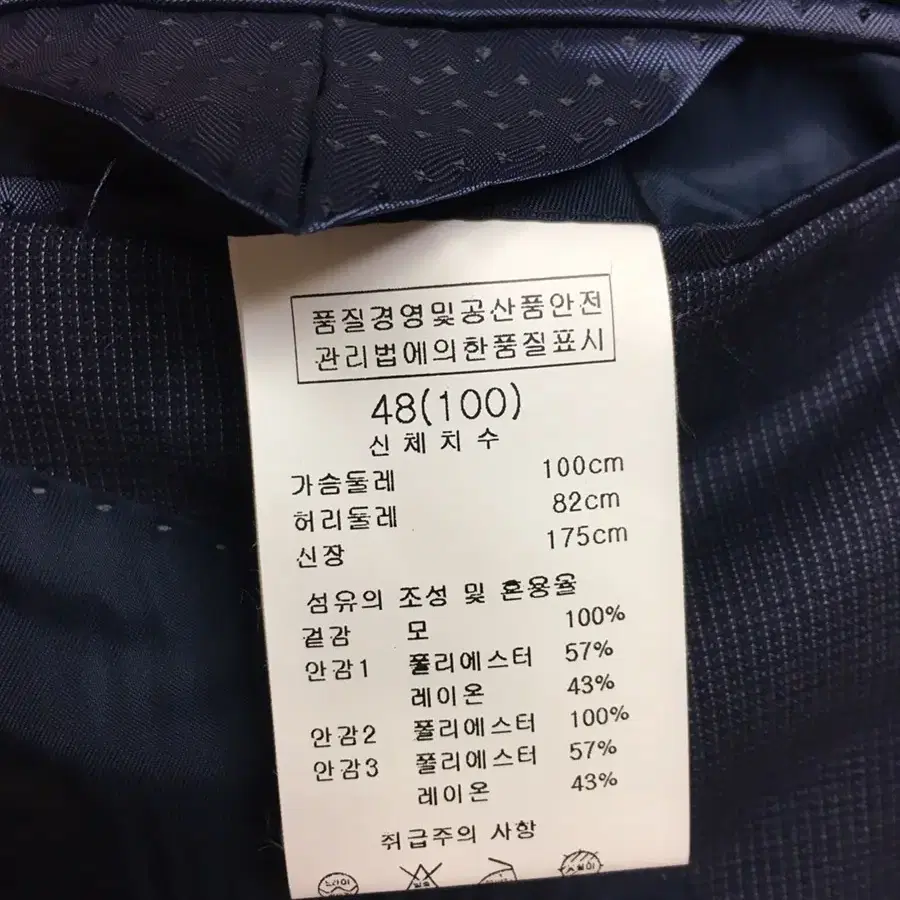 품질경영및공산품안전
관리법에의한품질표시
48(100)
신체치수
가슴둘레 100cm
허리둘레 82cm
신장 175cm
섬유의 조성 및 혼용율
겉감 모 100%
안감1 폴리에스터 57%
레이온 43%
안감2 폴리에스터 100%
안감3 폴리에스터 57%
레이온 43%
취급주의 사항
드라이